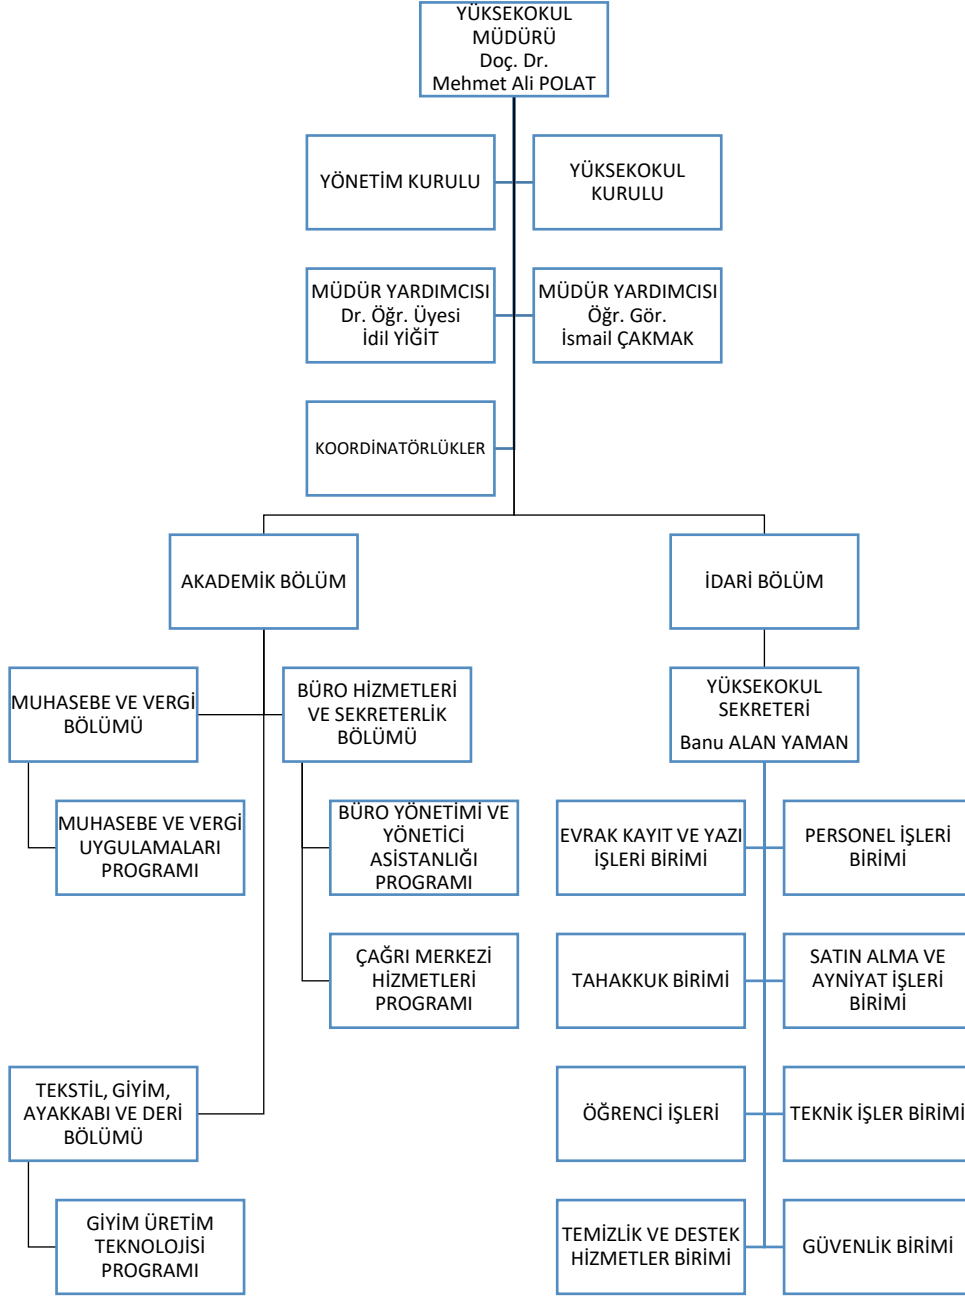 YÜKSEKOKUL
MÜDÜRÜ
Doç. Dr.
Mehmet Ali POLAT
YÖNETİM KURULU
YÜKSEKOKUL
KURULU
MÜDÜR YARDIMCISI
Dr. Öğr. Üyesi
İdil YİĞİT
MÜDÜR YARDIMCISI
Öğr. Gör.
İsmail ÇAKMAK
KOORDİNATÖRLÜKLER
AKADEMİK BÖLÜM
İDARİ BÖLÜM
MUHASEBE VE VERGİ
BÖLÜMÜ
BÜRO HİZMETLERİ
VE SEKRETERLİK
BÖLÜMÜ
YÜKSEKOKUL
SEKRETERİ
Banu ALAN YAMAN
MUHASEBE VE VERGİ
UYGULAMALARI
PROGRAMI
BÜRO YÖNETİMİ VE
YÖNETİCİ
ASİSTANLIĞI
PROGRAMI
EVRAK KAYIT VE YAZI
İŞLERİ BİRİMİ
PERSONEL İŞLERİ
BİRİMİ
ÇAĞRI MERKEZİ
HİZMETLERİ
PROGRAMI
TAHAKKUK BİRİMİ
SATIN ALMA VE
AYNİYAT İŞLERİ
BİRİMİ
TEKSTİL, GİYİM,
AYAKKABI VE DERİ
BÖLÜMÜ
ÖĞRENCİ İŞLERİ
TEKNİK İŞLER BİRİMİ
GİYİM ÜRETİM
TEKNOLOJİSİ
PROGRAMI
TEMİZLİK VE DESTEK
HİZMETLER BİRİMİ
GÜVENLİK BİRİMİ